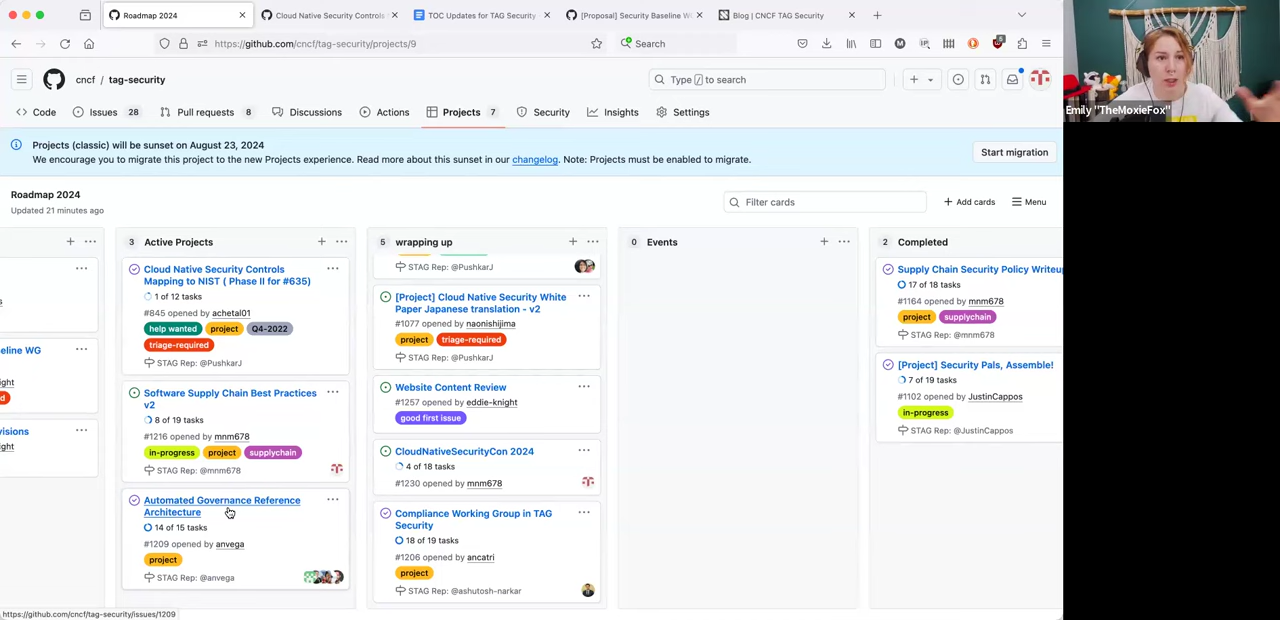 Roadmap 2024
Cloud Native Security Controls
TOC Updates for TAG Security
[Proposal] Security Baseline W
Blog | CNCF TAG Security
https://github.com/cncf/tag-security/projects/9
Search
cncf / tag-security
Type / to search
Code
Issues 28
Pull requests 8
Discussions
Actions
Projects 7
Security
Insights
Settings
Projects (classic) will be sunset on August 23, 2024
We encourage you to migrate this project to the new Projects experience. Read more about this sunset in our changelog. Note: Projects must be enabled to migrate.
Start migration
Roadmap 2024
Updated 21 minutes ago
Filter cards
Add cards
Menu
eline WG
ight
visions
ight
3 Active Projects
Cloud Native Security Controls
Mapping to NIST ( Phase II for #635)
1 of 12 tasks
#845 opened by achetal01
help wanted project Q4-2022
triage-required
STAG Rep: @PushkarJ
Software Supply Chain Best Practices
v2
8 of 19 tasks
#1216 opened by mnm678
in-progress project supplychain
STAG Rep: @mnm678
Automated Governance Reference
Architecture
14 of 15 tasks
#1209 opened by anvega
project
STAG Rep: @anvega
5 wrapping up
STAG Rep: @PushkarJ
[Project] Cloud Native Security White
Paper Japanese translation - v2
#1077 opened by naonishijima
project triage-required
STAG Rep: @PushkarJ
Website Content Review
#1257 opened by eddie-knight
good first issue
CloudNativeSecurityCon 2024
4 of 18 tasks
#1230 opened by mnm678
Compliance Working Group in TAG
Security
18 of 19 tasks
#1206 opened by ancatri
project
STAG Rep: @ashutosh-narkar
0 Events
2 Completed
Supply Chain Security Policy Writeu
17 of 18 tasks
#1164 opened by mnm678
project supplychain
STAG Rep: @mnm678
[Project] Security Pals, Assemble!
7 of 19 tasks
#1102 opened by JustinCappos
in-progress
STAG Rep: @JustinCappos
https://github.com/cncf/tag-security/issues/1209
Emily "TheMoxieFox"